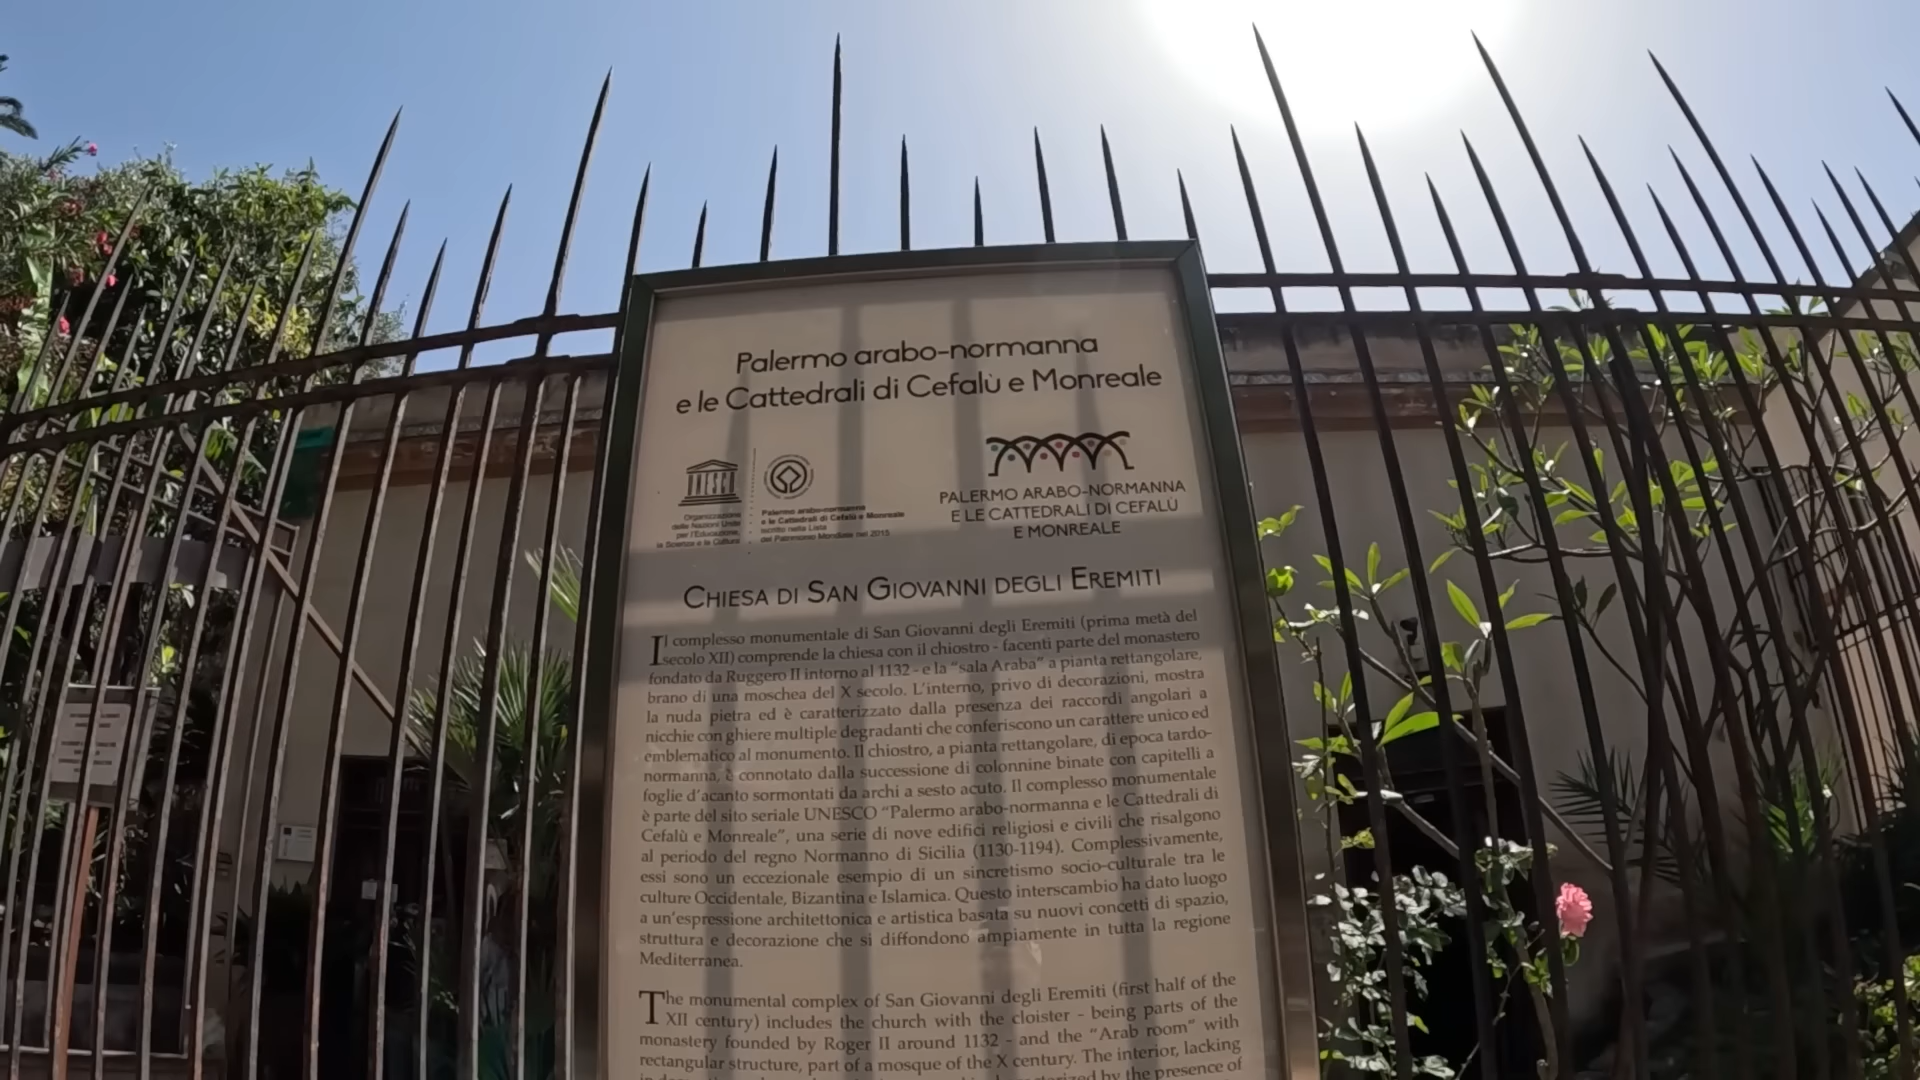 Palermo arabo-normanna
e le Cattedrali di Cefalù e Monreale
UNESCO
Organizzazione
delle Nazioni Unite
per l'Educazione,
la Scienza e la Cultura
Palermo arabo-normanna
e le Cattedrali di Cefalù e Monreale
iscritto nella Lista
del Patrimonio Mondiale nel 2015
PALERMO ARABO-NORMANNA
E LE CATTEDRALI DI CEFALÙ
E MONREALE
CHIESA DI SAN GIOVANNI DEGLI EREMITI
Il complesso monumentale di San Giovanni degli Eremiti (prima metà del
secolo XII) comprende la chiesa con il chiostro - facenti parte del monastero
fondato da Ruggero II intorno al 1132 - e la "sala Araba" a pianta rettangolare,
brano di una moschea del X secolo. L'interno, privo di decorazioni, mostra
la nuda pietra ed è caratterizzato dalla presenza dei raccordi angolari a
nicchie con ghiere multiple degradanti che conferiscono un carattere unico ed
emblematico al monumento. Il chiostro, a pianta rettangolare, di epoca tardo-
normanna, è connotato dalla successione di colonnine binate con capitelli a
foglie d'acanto sormontati da archi a sesto acuto. Il complesso monumentale
è parte del sito seriale UNESCO "Palermo arabo-normanna e le Cattedrali di
Cefalù e Monreale", una serie di nove edifici religiosi e civili che risalgono
al periodo del regno Normanno di Sicilia (1130-1194). Complessivamente,
essi sono un eccezionale esempio di un sincretismo socio-culturale tra le
culture Occidentale, Bizantina e Islamica. Questo interscambio ha dato luogo
a un'espressione architettonica e artistica basata su nuovi concetti di spazio,
struttura e decorazione che si diffondono ampiamente in tutta la regione
Mediterranea.
The monumental complex of San Giovanni degli Eremiti (first half of the
XII century) includes the church with the cloister - being parts of the
monastery founded by Roger II around 1132 - and the "Arab room" with
rectangular structure, part of a mosque of the X century. The interior, lacking
by the presence of